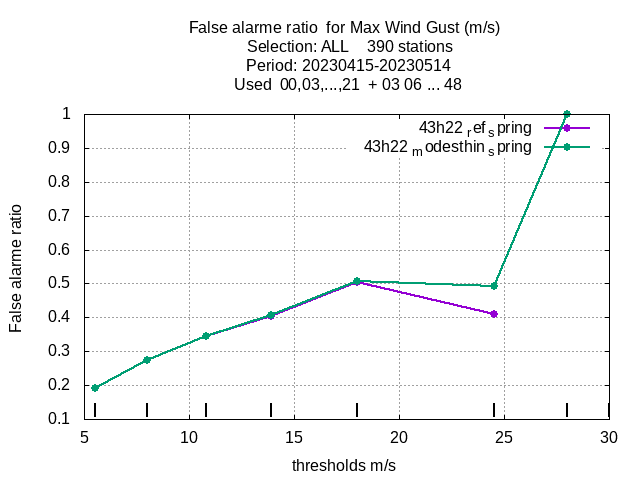 False alarme ratio  for Max Wind Gust (m/s)
Selection: ALL    390 stations
Period: 20230415-20230514
Used  00,03,...,21  + 03 06 ... 48
43h22 ref spring
43h22 modesthin spring
1
0.9
0.8
0.7
0.6
0.5
0.4
0.3
0.2
0.1
False alarme ratio
5 10 15 20 25 30
thresholds m/s